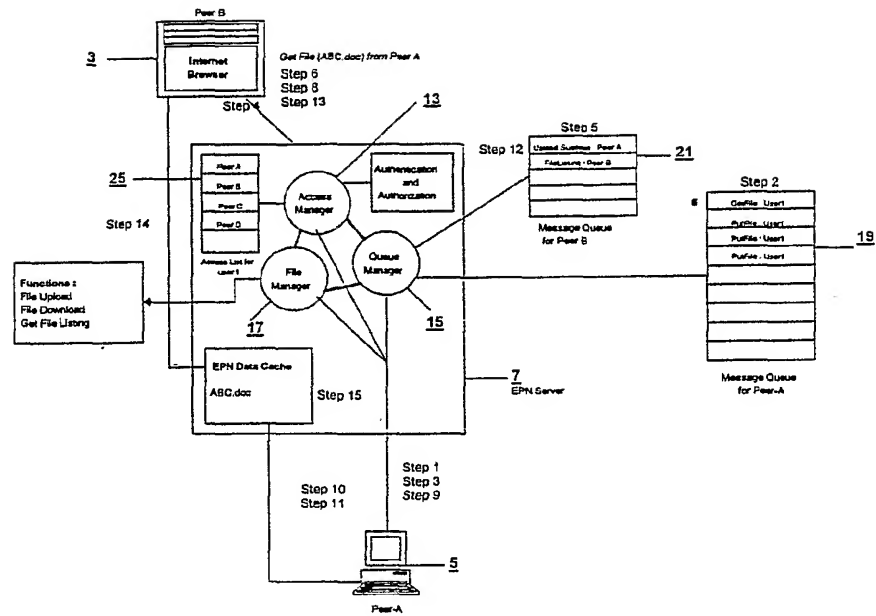 Peer B
3
Internet
Browser
Get File (ABC.doc) from Peer A
Step 6
Step 8
Step 13
Step 4
13
Step 5
Step 12
Upload Success - Peer A
FileListing - Peer B
21
Message Queue
for Peer B
25
Peer A
Peer B
Peer C
Peer D
Access List for
user 1
Access
Manager
Authentication
and
Authorization
Queue
Manager
File
Manager
17
15
Step 14
Functions :
File Upload
File Download
Get File Listing
EPN Data Cache
ABC.doc
Step 15
7
EPN Server
Step 2
GetFile - User1
PutFile - User1
PutFile - User1
PutFile - User1
19
Message Queue
for Peer-A
Step 1
Step 3
Step 9
Step 10
Step 11
5
Peer-A